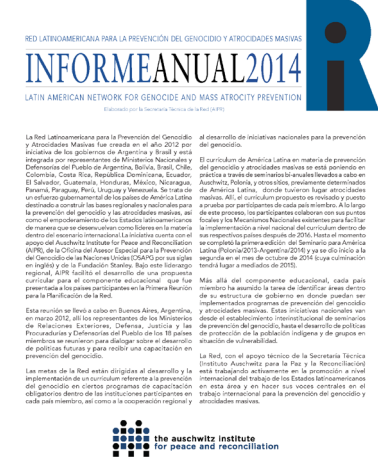 RED LATINOAMERICANA PARA LA PREVENCIÓN DEL GENOCIDIO Y ATROCIDADES MASIVAS
INFORMEANUAL2014
LATIN AMERICAN NETWORK FOR GENOCIDE AND MASS ATROCITY PREVENTION
Elaborado por la Secretaría Técnica de la Red (AIPR)
La Red Latinoamericana para la Prevención del Genocidio
y Atrocidades Masivas fue creada en el año 2012 por
iniciativa de los gobiernos de Argentina y Brasil y está
integrada por representantes de Ministerios Nacionales y
Defensorías del Pueblo de Argentina, Bolivia, Brasil, Chile,
Colombia, Costa Rica, República Dominicana, Ecuador,
El Salvador, Guatemala, Honduras, México, Nicaragua,
Panamá, Paraguay, Perú, Uruguay y Venezuela. Se trata de
un esfuerzo gubernamental de los países de América Latina
destinado a sentar las bases regionales y nacionales para
la prevención del genocidio y las atrocidades masivas, así
como el empoderamiento de los Estados latinoamericanos
de manera que se desenvuelvan como líderes en la materia
dentro del escenario internacional.La iniciativa cuenta con el
apoyo del Auschwitz Institute for Peace and Reconciliation
(AIPR), de la Oficina del Asesor Especial para la Prevención
del Genocidio de las Naciones Unidas (OSAPG por sus siglas
en inglés) y de la Fundación Stanley. Bajo este liderazgo
regional, AIPR facilitó el desarrollo de una propuesta
curricular para el componente educacional que fue
presentada a los países participantes en la Primera Reunión
para la Planificación de la Red.
Esta reunión se llevó a cabo en Buenos Aires, Argentina,
en marzo 2012, allí los representantes de los Ministerios
de Relaciones Exteriores, Defensa, Justicia y las
Procuradurías y Defensorías del Pueblo de los 18 países
miembros se reunieron para dialogar sobre el desarrollo
de políticas futuras y para recibir una capacitación en
prevención del genocidio.
Las metas de la Red están dirigidas al desarrollo y la
implementación de un curriculum referente a la prevención
del genocidio en ciertos programas de capacitación
obligatorios dentro de las instituciones participantes en
cada país miembro, así como a la cooperación regional y
al desarrollo de iniciativas nacionales para la prevención
del genocidio.
El curriculum de América Latina en materia de prevención
del genocidio y atrocidades masivas se está poniendo en
práctica a través de seminarios bi-anuales llevados a cabo en
Auschwitz, Polonia, y otros sitios, previamente determinados
de América Latina, donde tuvieron lugar atrocidades
masivas. Allí, el curriculum propuesto es revisado y puesto
a prueba por participantes de cada país miembro. A lo largo
de este proceso, los participantes colaboran con sus puntos
focales y los Mecanismos Nacionales existentes para facilitar
la implementación a nivel nacional del curriculum dentro de
sus respectivos países después de 2016. Hasta el momento
se completó la primera edición del Seminario para América
Latina (Polonia/2013-Argentina/2014) y ya se dio inicio a la
segunda en el mes de octubre de 2014 (cuya culminación
tendrá lugar a mediados de 2015).
Más allá del componente educacional, cada país
miembro ha asumido la tarea de identificar áreas dentro
de su estructura de gobierno en donde puedan ser
implementados programas de prevención del genocidio
y atrocidades masivas. Estas iniciativas nacionales van
desde el establecimiento interinstitucional de seminarios
de prevención del genocidio, hasta el desarrollo de políticas
de protección de la población indígena y de grupos en
situación de vulnerabilidad.
La Red, con el apoyo técnico de la Secretaría Técnica
(Instituto Auschwitz para la Paz y la Reconciliación)
está trabajando activamente en la promoción a nivel
internacional del trabajo de los Estados latinoamericanos
en esta área y en hacer sus voces centrales en el
trabajo internacional para la prevención del genocidio y
atrocidades masivas.
the auschwitz institute
for peace and reconciliation